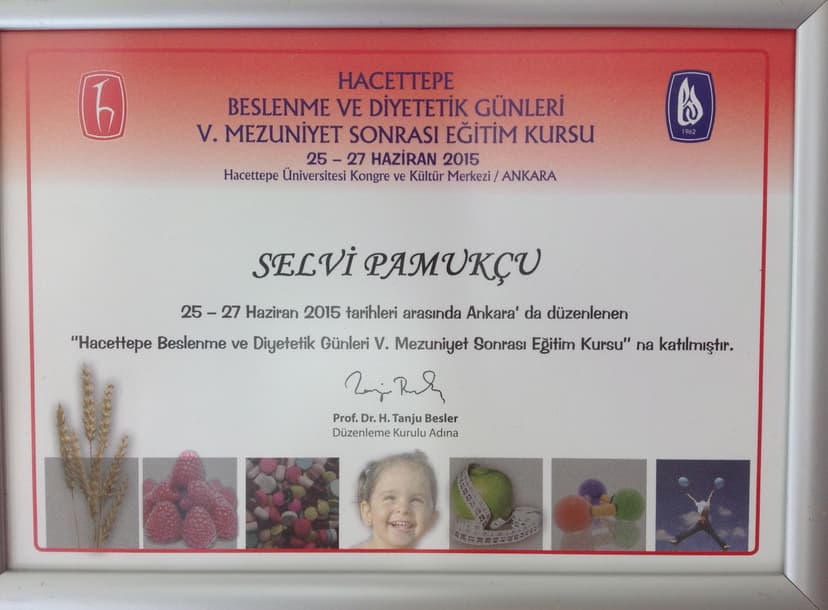 HACETTEPE
BESLENME VE DİYETETİK GÜNLERİ
V. MEZUNİYET SONRASI EĞİTİM KURSU
25 – 27 HAZİRAN 2015
Hacettepe Üniversitesi Kongre ve Kültür Merkezi / ANKARA
1962
SELVİ PAMUKÇU
25 – 27 Haziran 2015 tarihleri arasında Ankara' da düzenlenen
"Hacettepe Beslenme ve Diyetetik Günleri V. Mezuniyet Sonrası Eğitim Kursu" na katılmıştır.
Prof. Dr. H. Tanju Besler
Düzenleme Kurulu Adına